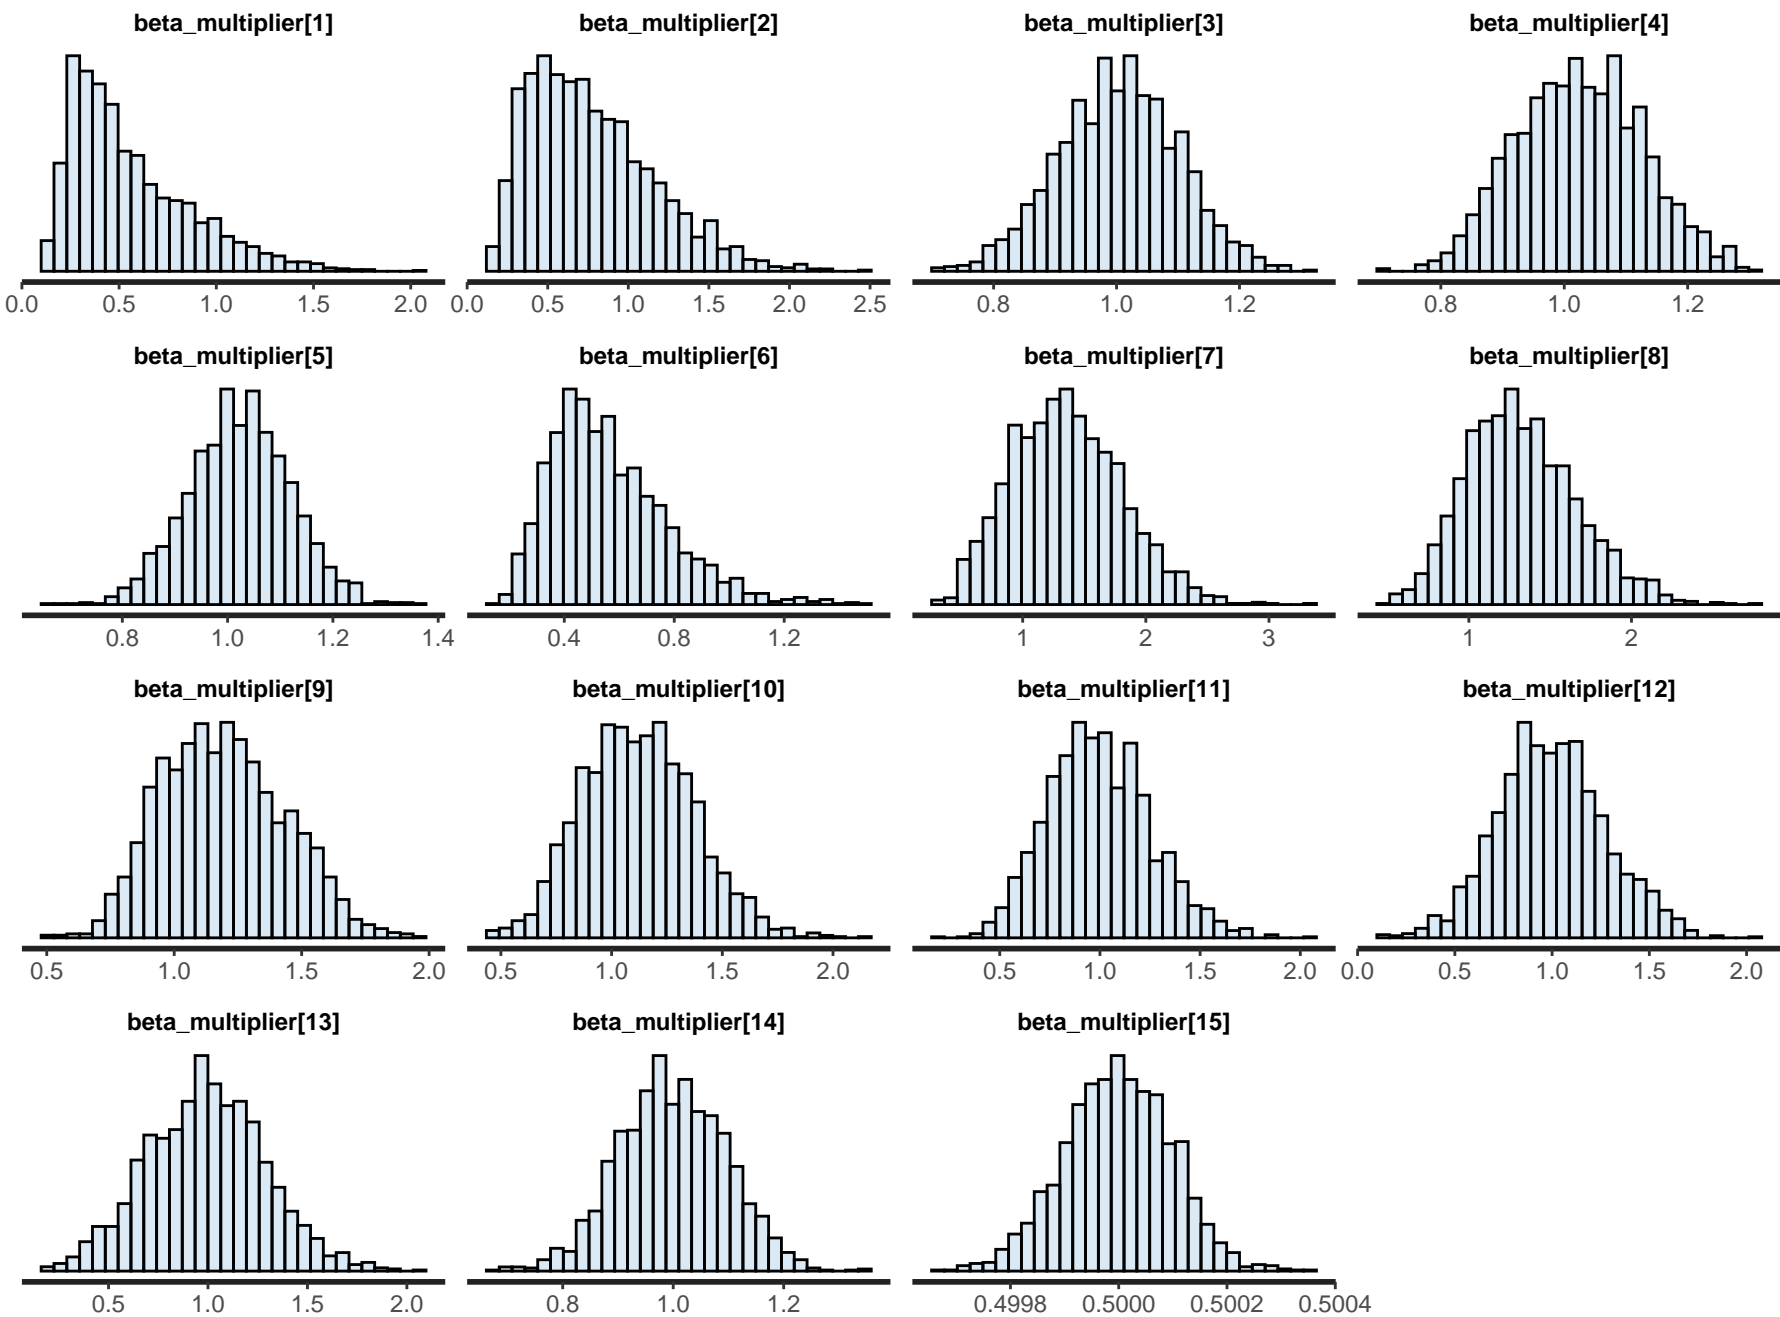 beta_multiplier[1] beta_multiplier[2] beta_multiplier[3] beta_multiplier[4]
0.0 0.5 1.0 1.5 2.0 0.0 0.5 1.0 1.5 2.0 2.5 0.8 1.0 1.2 0.8 1.0 1.2
beta_multiplier[5] beta_multiplier[6] beta_multiplier[7] beta_multiplier[8]
0.8 1.0 1.2 1.4 0.4 0.8 1.2 1 2 3 1 2
beta_multiplier[9] beta_multiplier[10] beta_multiplier[11] beta_multiplier[12]
0.5 1.0 1.5 2.0 0.5 1.0 1.5 2.0 0.5 1.0 1.5 2.0 0.0 0.5 1.0 1.5 2.0
beta_multiplier[13] beta_multiplier[14] beta_multiplier[15]
0.5 1.0 1.5 2.0 0.8 1.0 1.2 0.4998 0.5000 0.5002 0.5004